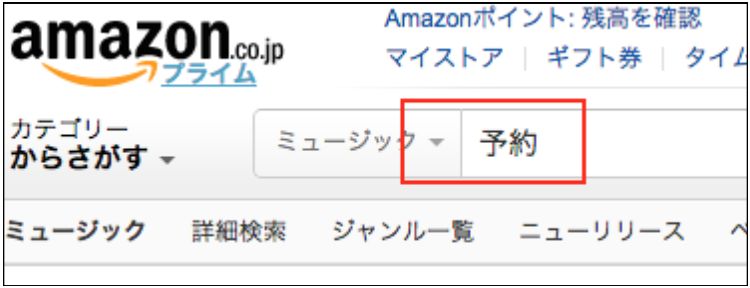 Amazonポイント: 残高を確認
amazon.co.jp
プライム
マイストア | ギフト券 | タイム
カテゴリー
からさがす
ミュージック
予約
ミュージック 詳細検索 ジャンル一覧 ニューリリース